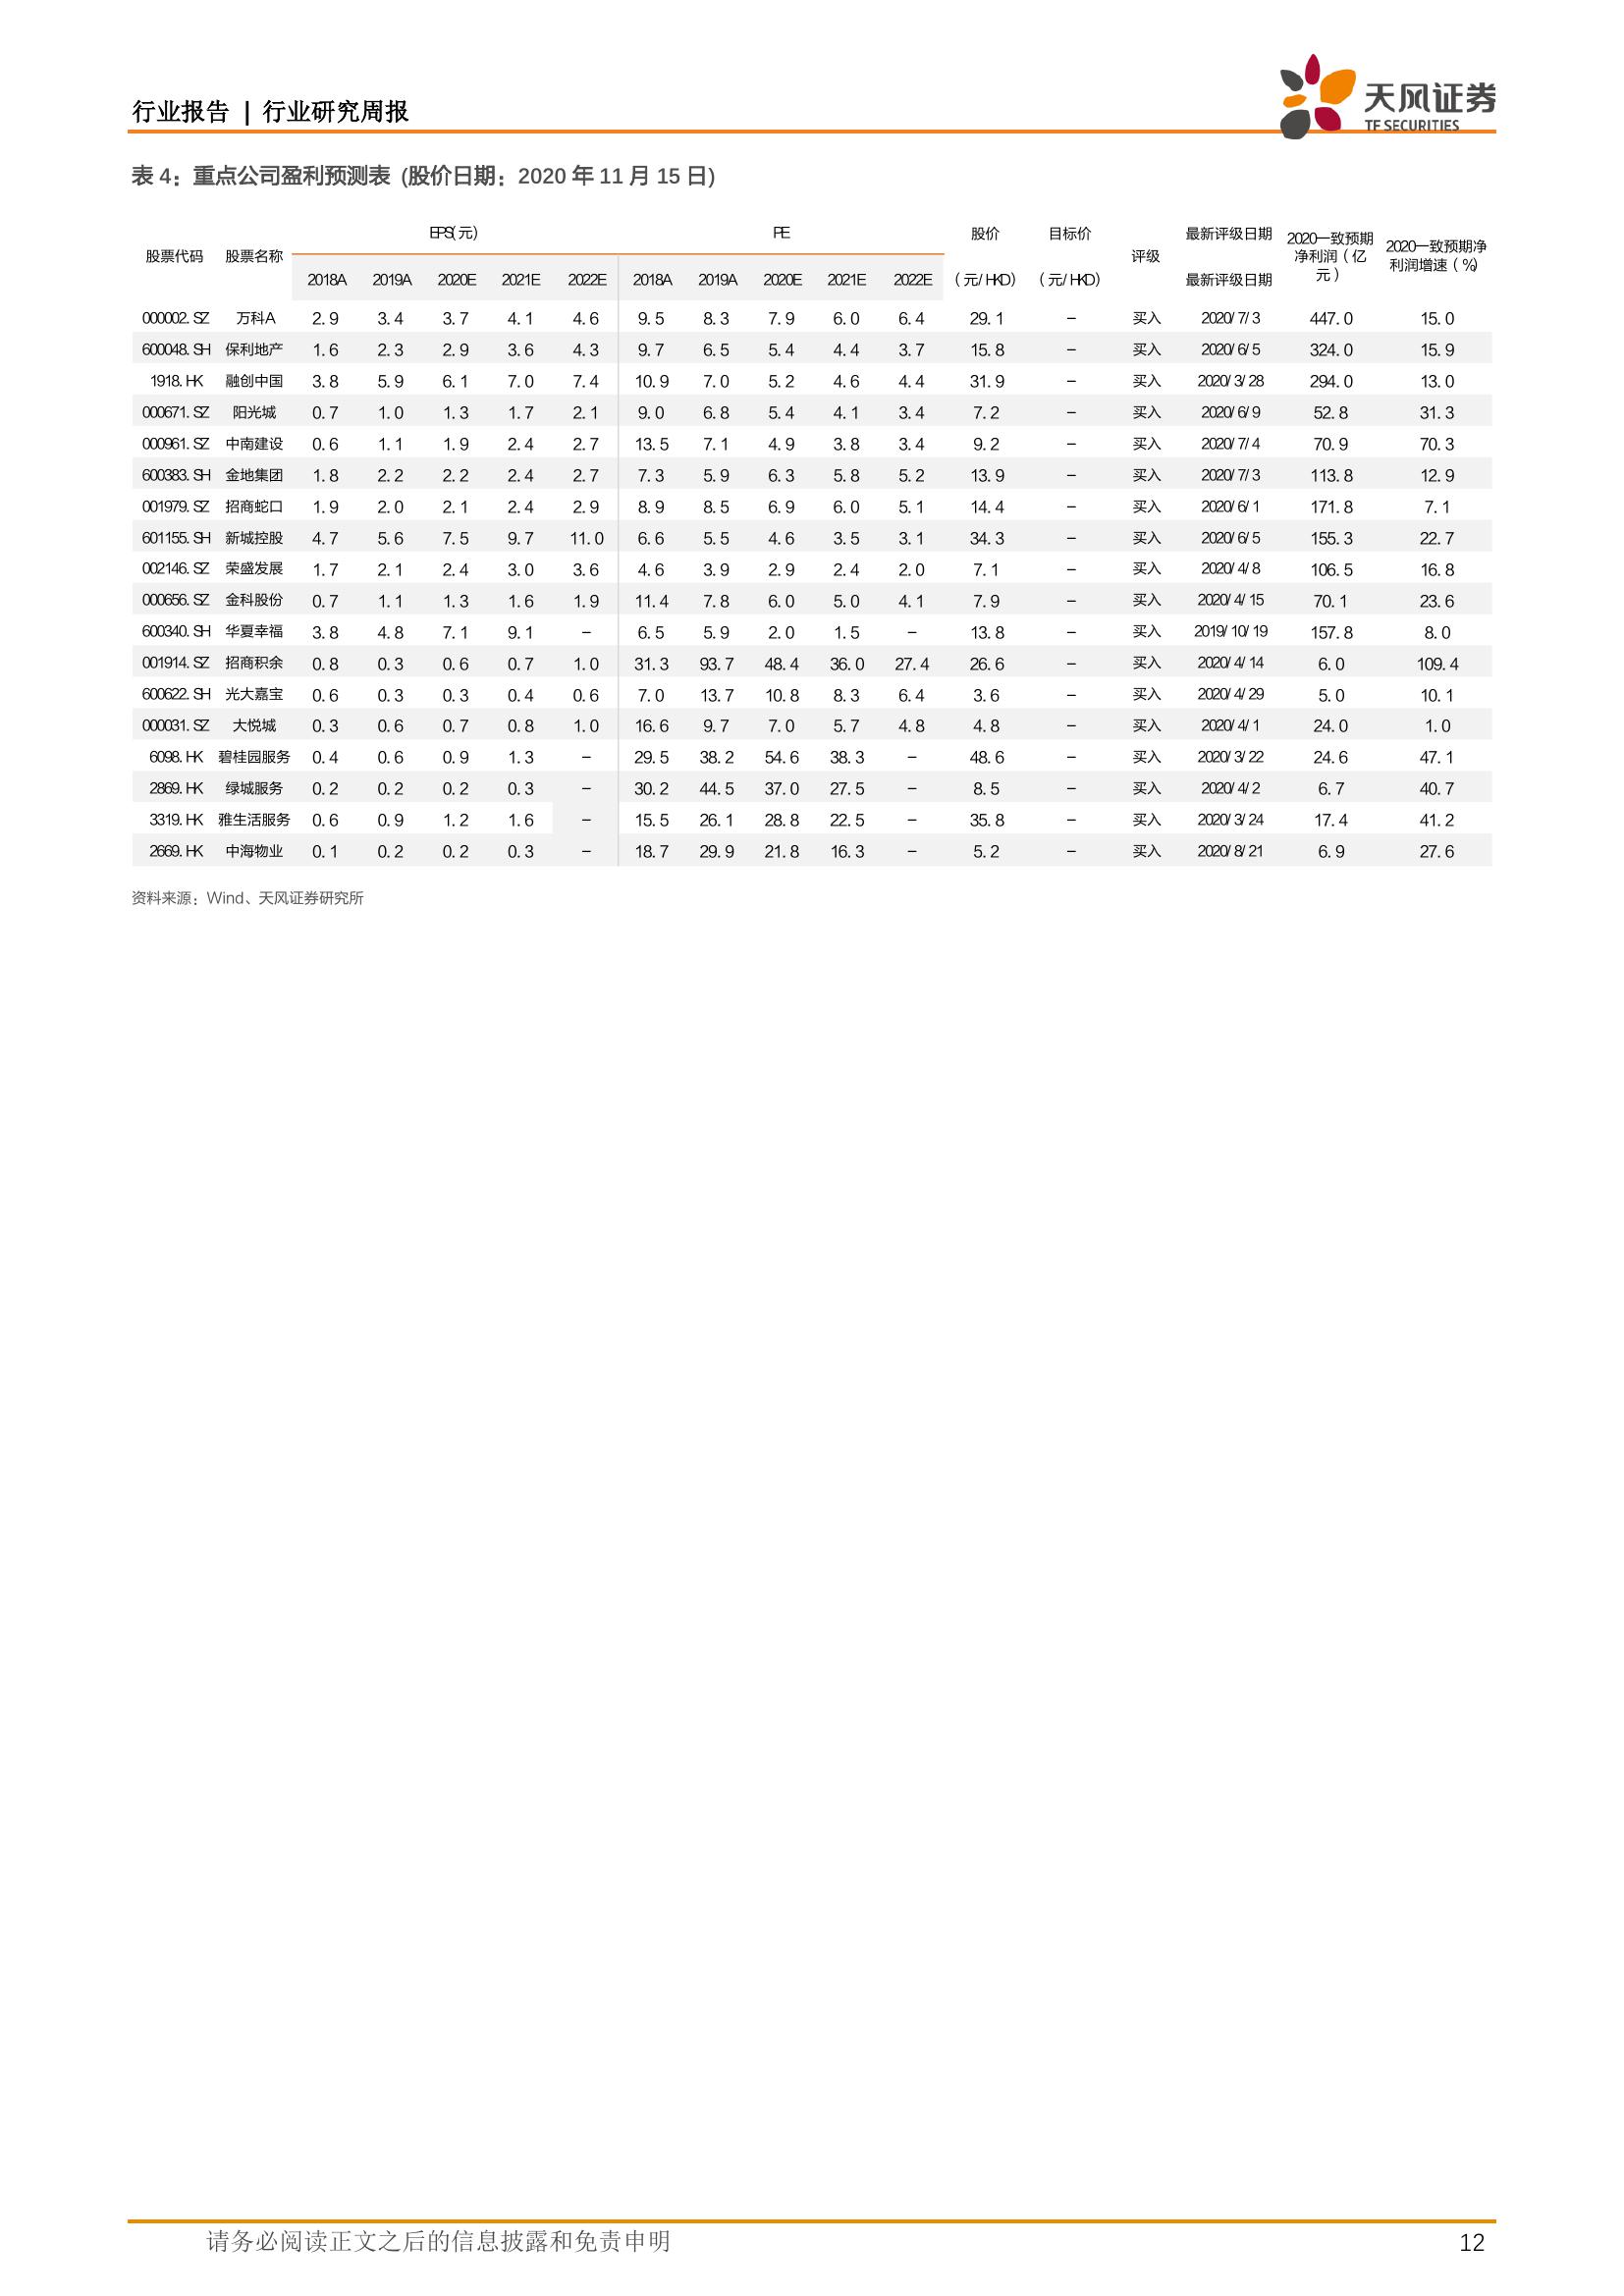 行业报告 | 行业研究周报
天风证券
TF SECURITIES
表 4：重点公司盈利预测表 (股价日期：2020 年 11 月 15 日)
股票代码 股票名称 EPS(元) PE 股价 目标价 评级 最新评级日期 2020一致预期净利润（亿元） 2020一致预期净利润增速（%）
2018A 2019A 2020E 2021E 2022E 2018A 2019A 2020E 2021E 2022E （元/HKD） （元/HKD） 最新评级日期
000002.SZ 万科A 2.9 3.4 3.7 4.1 4.6 9.5 8.3 7.9 6.0 6.4 29.1 – 买入 2020/7/3 447.0 15.0
600048.SH 保利地产 1.6 2.3 2.9 3.6 4.3 9.7 6.5 5.4 4.4 3.7 15.8 – 买入 2020/6/5 324.0 15.9
1918.HK 融创中国 3.8 5.9 6.1 7.0 7.4 10.9 7.0 5.2 4.6 4.4 31.9 – 买入 2020/3/28 294.0 13.0
000671.SZ 阳光城 0.7 1.0 1.3 1.7 2.1 9.0 6.8 5.4 4.1 3.4 7.2 – 买入 2020/6/9 52.8 31.3
000961.SZ 中南建设 0.6 1.1 1.9 2.4 2.7 13.5 7.1 4.9 3.8 3.4 9.2 – 买入 2020/7/4 70.9 70.3
600383.SH 金地集团 1.8 2.2 2.2 2.4 2.7 7.3 5.9 6.3 5.8 5.2 13.9 – 买入 2020/7/3 113.8 12.9
001979.SZ 招商蛇口 1.9 2.0 2.1 2.4 2.9 8.9 8.5 6.9 6.0 5.1 14.4 – 买入 2020/6/1 171.8 7.1
601155.SH 新城控股 4.7 5.6 7.5 9.7 11.0 6.6 5.5 4.6 3.5 3.1 34.3 – 买入 2020/6/5 155.3 22.7
002146.SZ 荣盛发展 1.7 2.1 2.4 3.0 3.6 4.6 3.9 2.9 2.4 2.0 7.1 – 买入 2020/4/8 106.5 16.8
000656.SZ 金科股份 0.7 1.1 1.3 1.6 1.9 11.4 7.8 6.0 5.0 4.1 7.9 – 买入 2020/4/15 70.1 23.6
600340.SH 华夏幸福 3.8 4.8 7.1 9.1 – 6.5 5.9 2.0 1.5 – 13.8 – 买入 2019/10/19 157.8 8.0
001914.SZ 招商积余 0.8 0.3 0.6 0.7 1.0 31.3 93.7 48.4 36.0 27.4 26.6 – 买入 2020/4/14 6.0 109.4
600622.SH 光大嘉宝 0.6 0.3 0.3 0.4 0.6 7.0 13.7 10.8 8.3 6.4 3.6 – 买入 2020/4/29 5.0 10.1
000031.SZ 大悦城 0.3 0.6 0.7 0.8 1.0 16.6 9.7 7.0 5.7 4.8 4.8 – 买入 2020/4/1 24.0 1.0
6098.HK 碧桂园服务 0.4 0.6 0.9 1.3 – 29.5 38.2 54.6 38.3 – 48.6 – 买入 2020/3/22 24.6 47.1
2869.HK 绿城服务 0.2 0.2 0.2 0.3 – 30.2 44.5 37.0 27.5 – 8.5 – 买入 2020/4/2 6.7 40.7
3319.HK 雅生活服务 0.6 0.9 1.2 1.6 – 15.5 26.1 28.8 22.5 – 35.8 – 买入 2020/3/24 17.4 41.2
2669.HK 中海物业 0.1 0.2 0.2 0.3 – 18.7 29.9 21.8 16.3 – 5.2 – 买入 2020/8/21 6.9 27.6
资料来源：Wind、天风证券研究所
请务必阅读正文之后的信息披露和免责申明 12